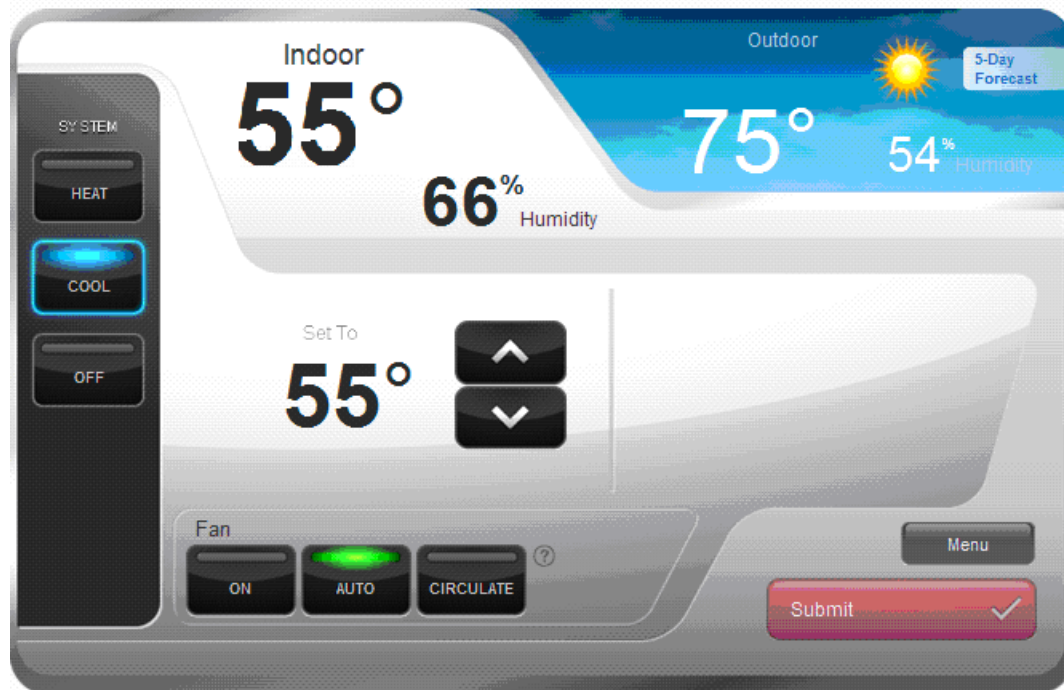 Indoor
55°
66%
Humidity
Outdoor
75°
54%
Humidity
5-Day
Forecast
SYSTEM
HEAT
COOL
OFF
Set To
55°
Fan
ON
AUTO
CIRCULATE
?
Menu
Submit